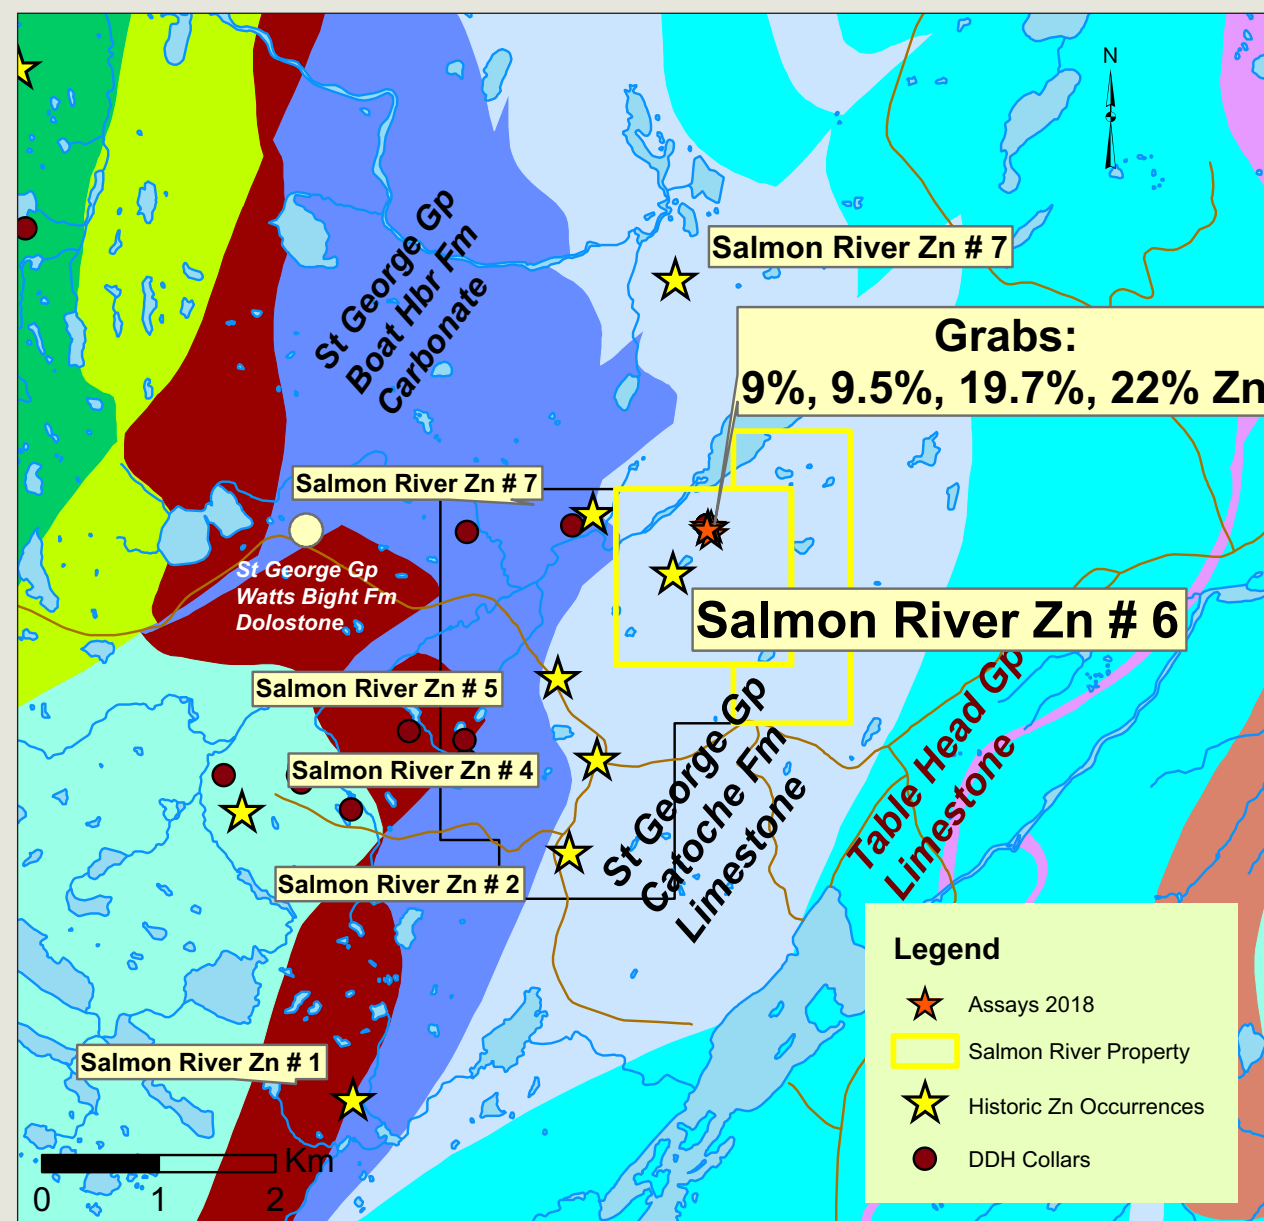 N
Salmon River Zn # 7
St George Gp
Boat Hbr Fm
Carbonate
Grabs:
9%, 9.5%, 19.7%, 22% Zn
Salmon River Zn # 7
St George Gp
Watts Bight Fm
Dolostone
Salmon River Zn # 6
Salmon River Zn # 5
Salmon River Zn # 4
St George Gp
Catoche Fm
Limestone
Table Head Gp
Limestone
Salmon River Zn # 2
Salmon River Zn # 1
Legend
Assays 2018
Salmon River Property
Historic Zn Occurrences
DDH Collars
Km
0 1 2